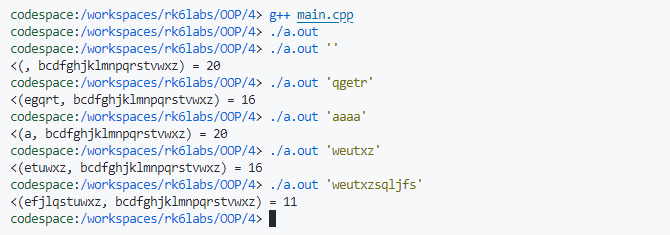 codespace:/workspaces/rk6labs/OOP/4> g++ main.cpp
codespace:/workspaces/rk6labs/OOP/4> ./a.out
codespace:/workspaces/rk6labs/OOP/4> ./a.out ''
<(, bcdfghjklmnpqrstvwxz) = 20
codespace:/workspaces/rk6labs/OOP/4> ./a.out 'qgetr'
<(egqrt, bcdfghjklmnpqrstvwxz) = 16
codespace:/workspaces/rk6labs/OOP/4> ./a.out 'aaaa'
<(a, bcdfghjklmnpqrstvwxz) = 20
codespace:/workspaces/rk6labs/OOP/4> ./a.out 'weutxz'
<(etuwxz, bcdfghjklmnpqrstvwxz) = 16
codespace:/workspaces/rk6labs/OOP/4> ./a.out 'weutxzsqljfs'
<(efjlqstuwxz, bcdfghjklmnpqrstvwxz) = 11
codespace:/workspaces/rk6labs/OOP/4>